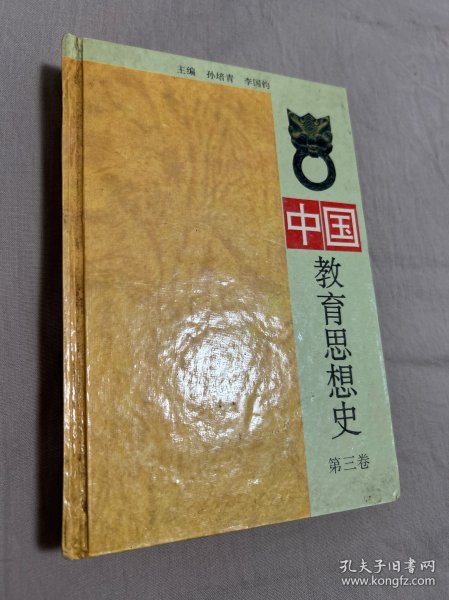 主编 孙培青 李国钧
中国
教育思想史
第三卷
孔夫子旧书网
www.kongfz.com